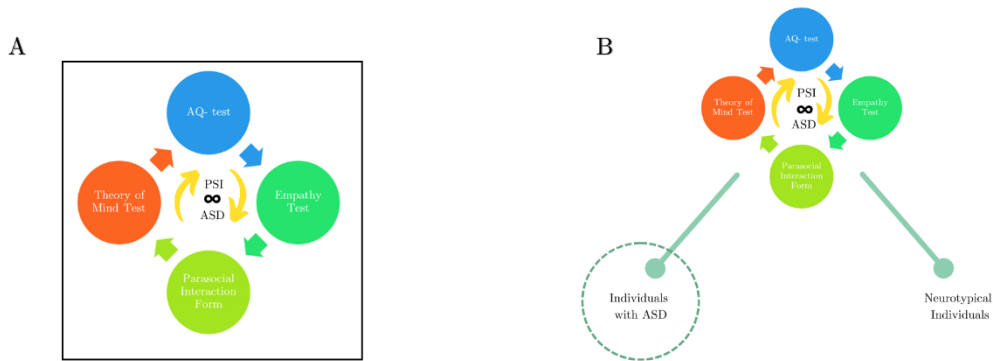 A
AQ- test
Theory of
Mind Test
PSI
∞
ASD
Empathy
Test
Parasocial
Interaction
Form
B
AQ- test
Theory of
Mind Test
PSI
∞
ASD
Empathy
Test
Parasocial
Interaction
Form
Individuals
with ASD
Neurotypical
Individuals